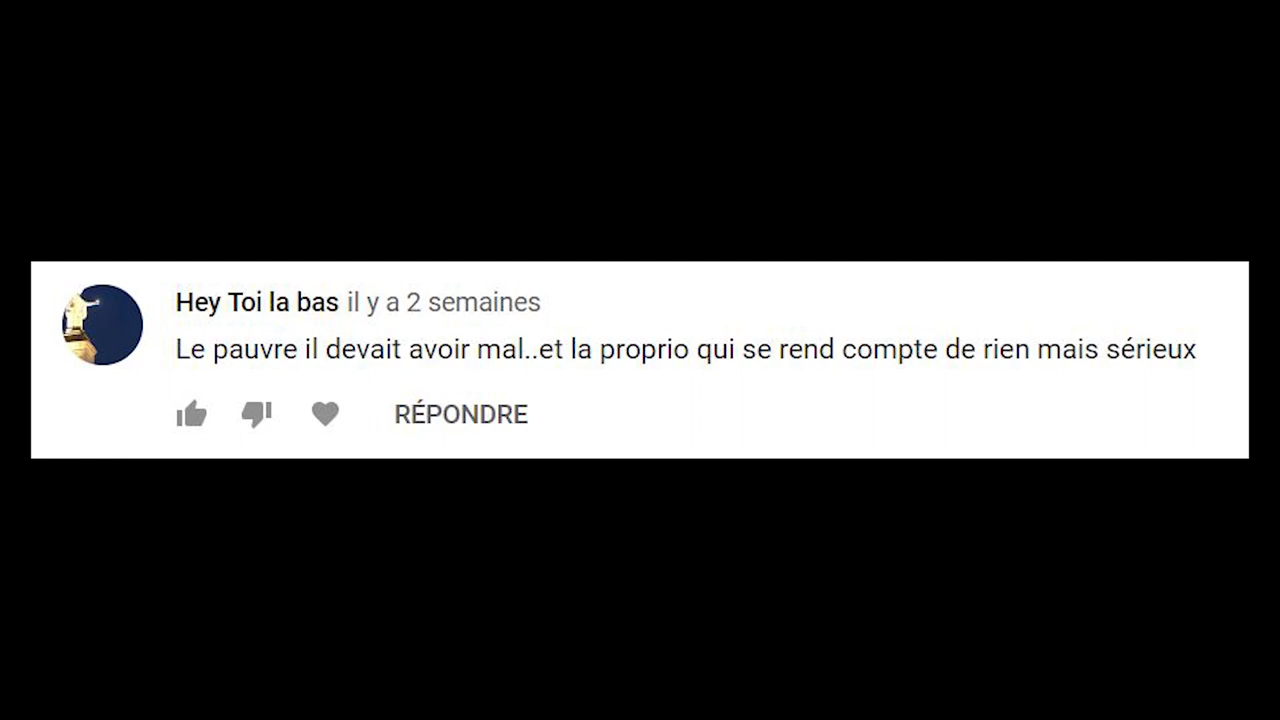 Hey Toi la bas il y a 2 semaines
Le pauvre il devait avoir mal..et la proprio qui se rend compte de rien mais sérieux
RÉPONDRE